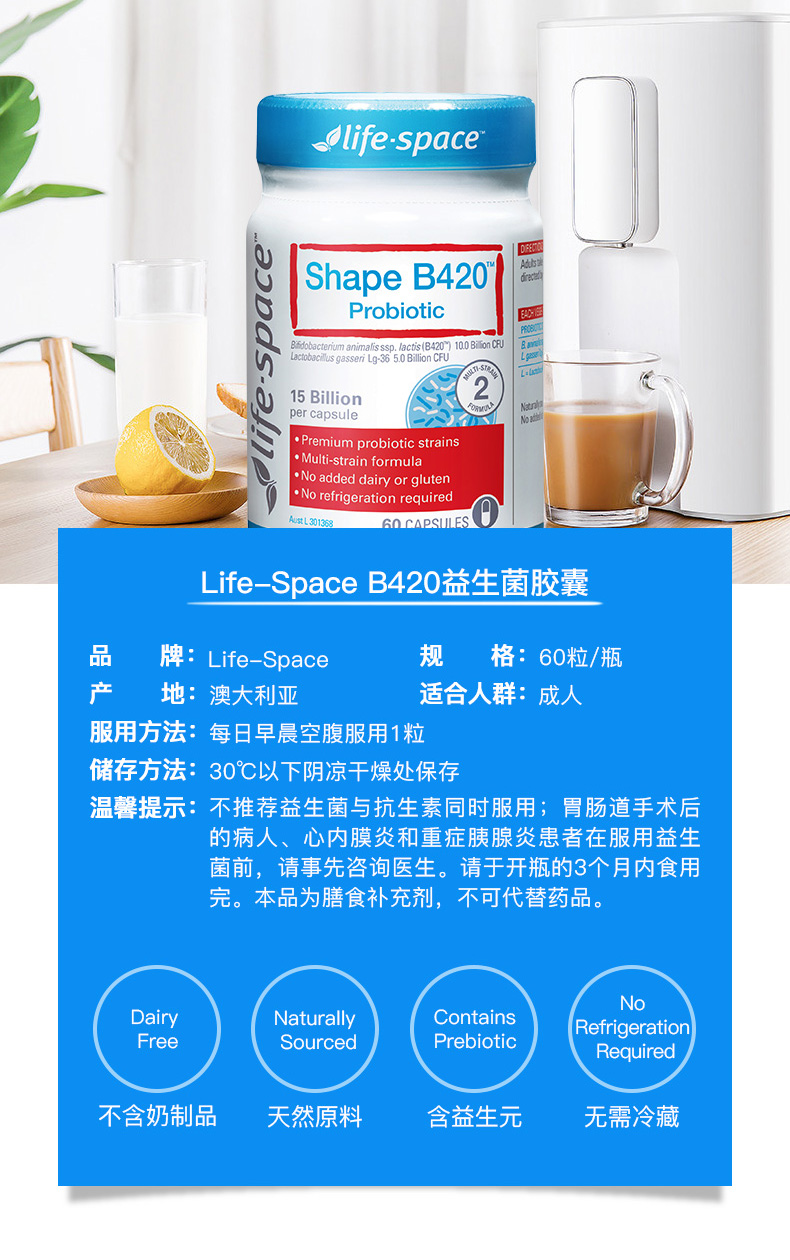 life-space™
life-space™
Shape B420™
Probiotic
Bifidobacterium animalis ssp. lactis (B420™) 10.0 Billion CFU
Lactobacillus gasseri Lg-36 5.0 Billion CFU
15 Billion
per capsule
MULTI-STRAIN
2
FORMULA
•Premium probiotic strains
•Multi-strain formula
•No added dairy or gluten
•No refrigeration required
Aust L 301368
60 CAPSULES
Adults
directed
Life-Space B420益生菌胶囊
品 牌：Life-Space
规 格：60粒/瓶
产 地：澳大利亚
适合人群：成人
服用方法：每日早晨空腹服用1粒
储存方法：30℃以下阴凉干燥处保存
温馨提示：不推荐益生菌与抗生素同时服用；胃肠道手术后
的病人、心内膜炎和重症胰腺炎患者在服用益生
菌前，请事先咨询医生。请于开瓶的3个月内食用
完。本品为膳食补充剂，不可代替药品。
Dairy
Free
Naturally
Sourced
Contains
Prebiotic
No
Refrigeration
Required
不含奶制品
天然原料
含益生元
无需冷藏